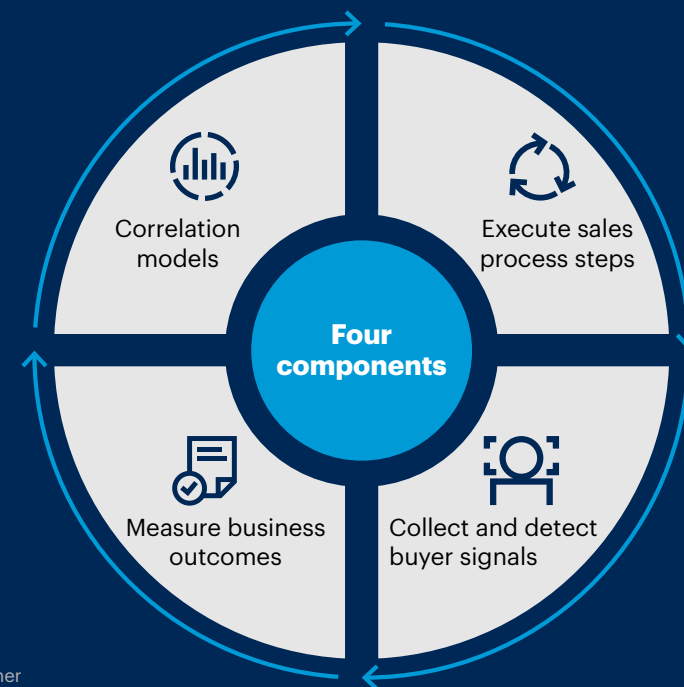 Correlation
models
Execute sales
process steps
Four
components
Measure business
outcomes
Collect and detect
buyer signals